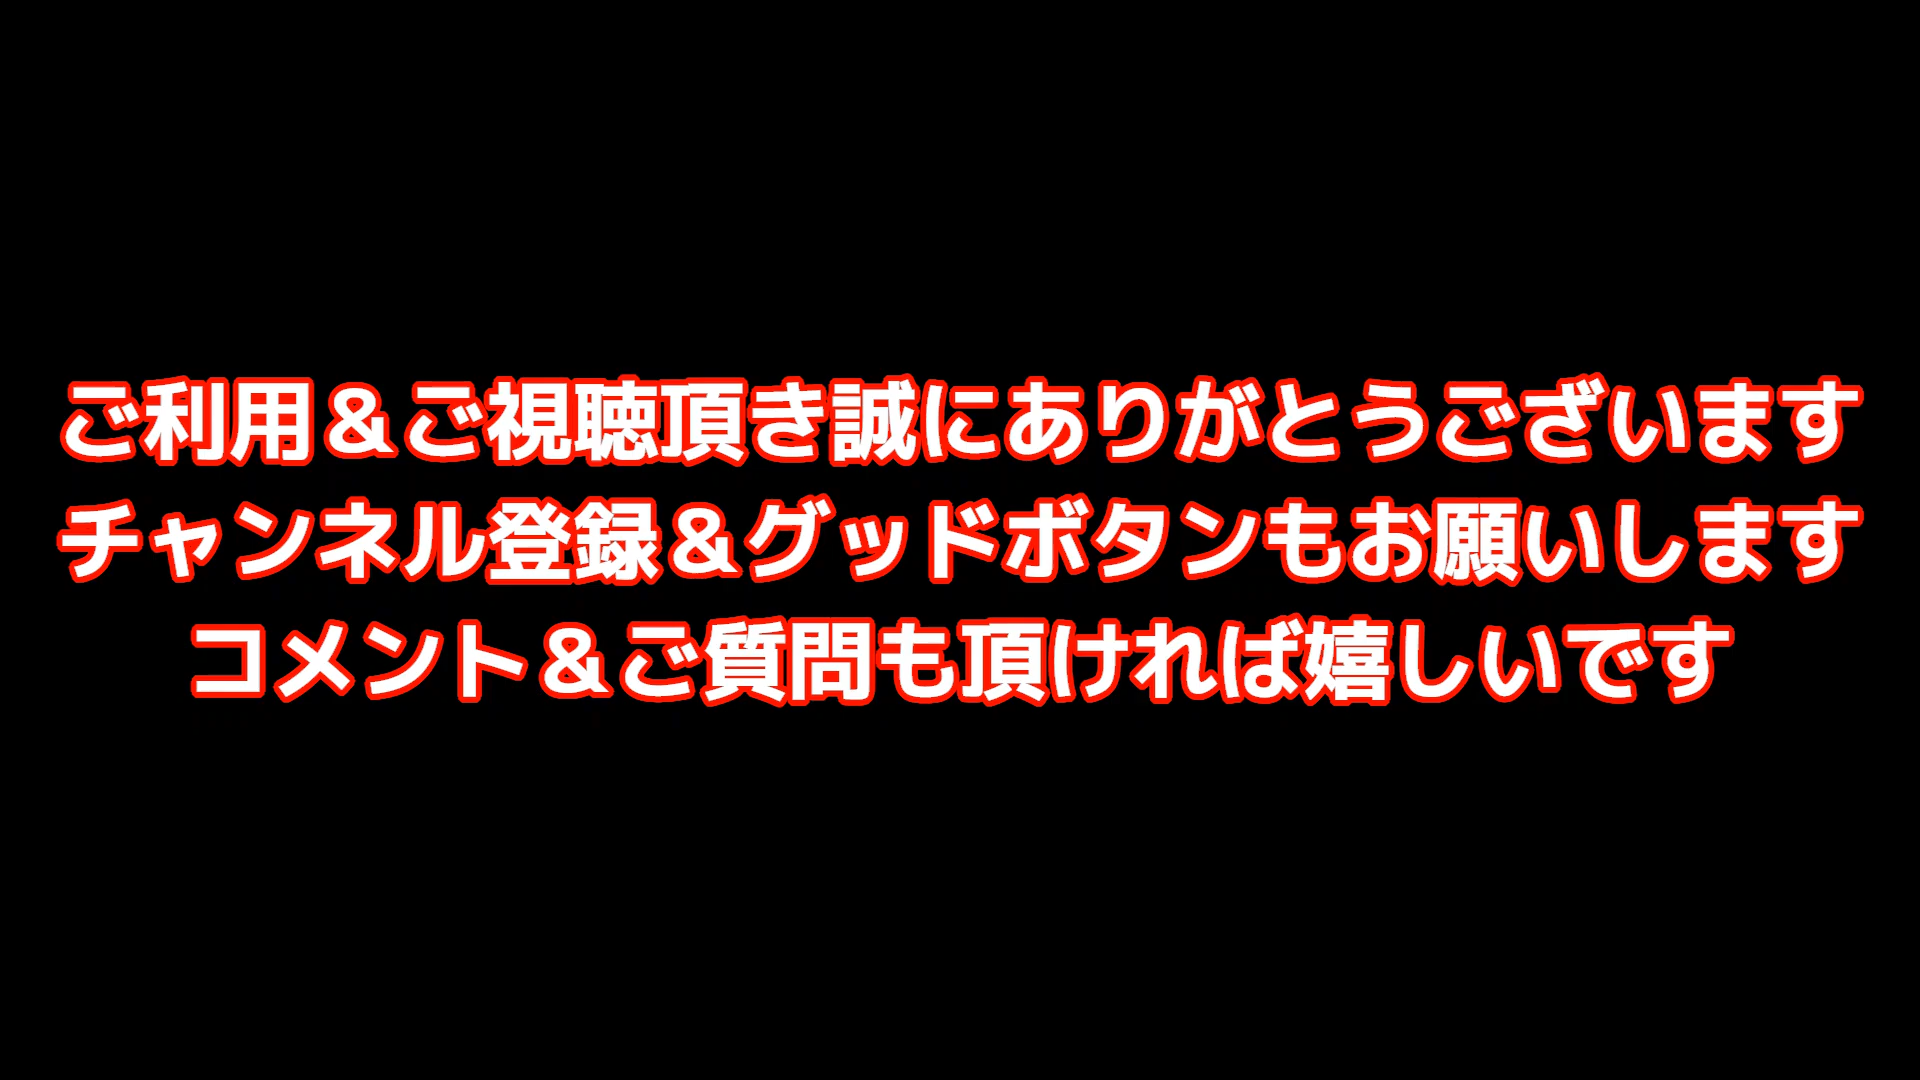 ご利用＆ご視聴頂き誠にありがとうございます
チャンネル登録＆グッドボタンもお願いします
コメント＆ご質問も頂ければ嬉しいです